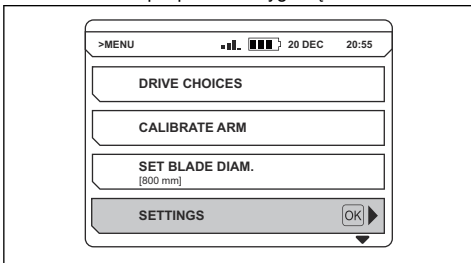 >MENU 20 DEC 20:55
DRIVE CHOICES
CALIBRATE ARM
SET BLADE DIAM.
[800 mm]
SETTINGS OK